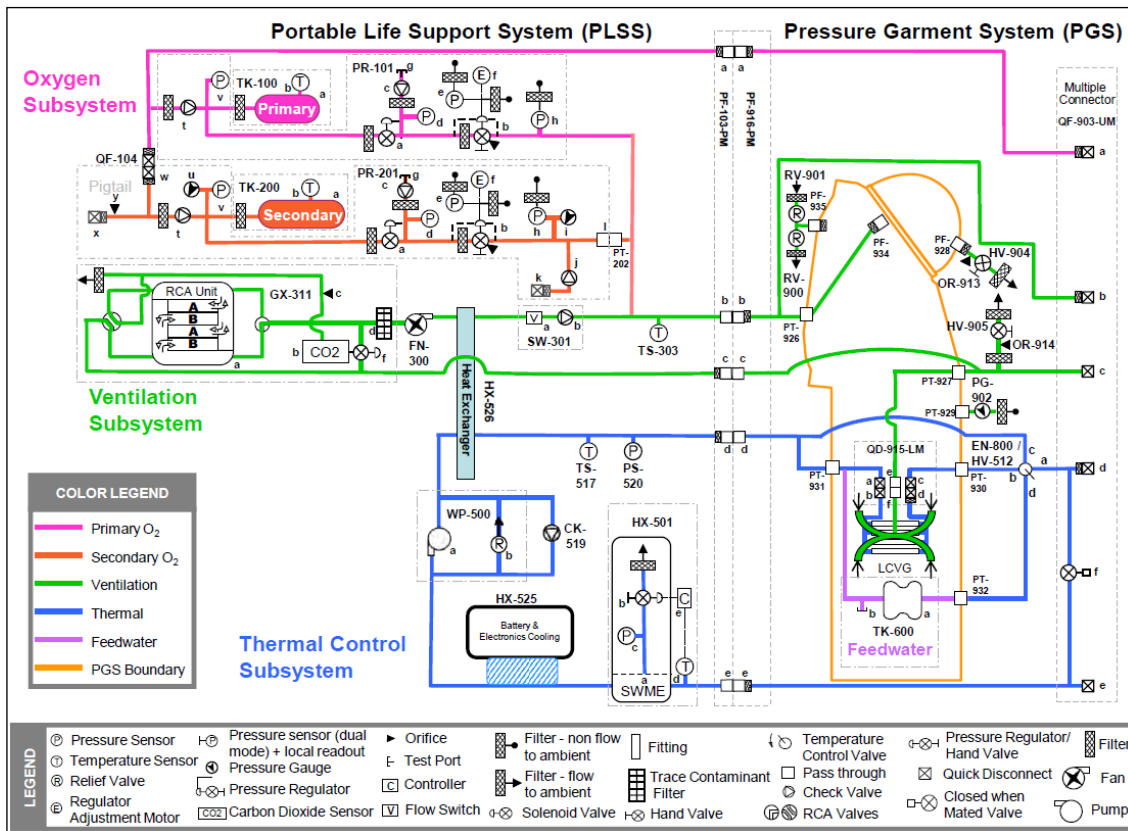 Portable Life Support System (PLSS)
Pressure Garment System (PGS)
Oxygen
Subsystem
PR-101
g
c
E
f
e
P
d
a
b
h
TK-100
b
T
a
Primary
P
v
t
QF-104
w
Pigtail
y
x
u
P
v
t
TK-200
b
T
a
Secondary
PR-201
c
g
P
d
a
E
f
e
P
b
P
h
i
j
k
l
PT-
202
a
a
PF-103-PM
PF-916-PM
Multiple
Connector
QF-903-UM
a
RV-901
R
R
PF-
935
RV-
900
PF-
934
PF-
928
HV-904
OR-913
HV-905
OR-914
b
RCA Unit
A
B
A
B
a
GX-311
c
b
CO2
f
d
FN-
300
V
a
b
SW-301
T
TS-303
b
b
PT-
926
Ventilation
Subsystem
Heat Exchanger
HX-526
c
c
PT-927
PG-
902
PT-929
c
T
TS-
517
P
PS-
520
d
d
QD-915-LM
EN-800 /
HV-512
c
a
b
d
PT-
931
a
b
e
f
c
d
PT-
930
d
COLOR LEGEND
Primary O₂
Secondary O₂
Ventilation
Thermal
Feedwater
PGS Boundary
WP-500
a
R
b
CK-
519
HX-501
b
C
e
P
c
T
a
d
SWME
HX-525
Battery &
Electronics Cooling
Thermal Control
Subsystem
LCVG
PT-
932
b
a
TK-600
Feedwater
f
e
e
e
LEGEND
P Pressure Sensor
T Temperature Sensor
R Relief Valve
E Regulator
Adjustment Motor
P Pressure sensor (dual
mode) + local readout
Pressure Gauge
Pressure Regulator
CO2 Carbon Dioxide Sensor
Orifice
Test Port
C Controller
V Flow Switch
Filter - non flow
to ambient
Filter - flow
to ambient
Solenoid Valve
Fitting
Trace Contaminant
Filter
Hand Valve
Temperature
Control Valve
Pass through
Check Valve
RCA Valves
Pressure Regulator/
Hand Valve
Quick Disconnect
Closed when
Mated Valve
Filter
Fan
Pump